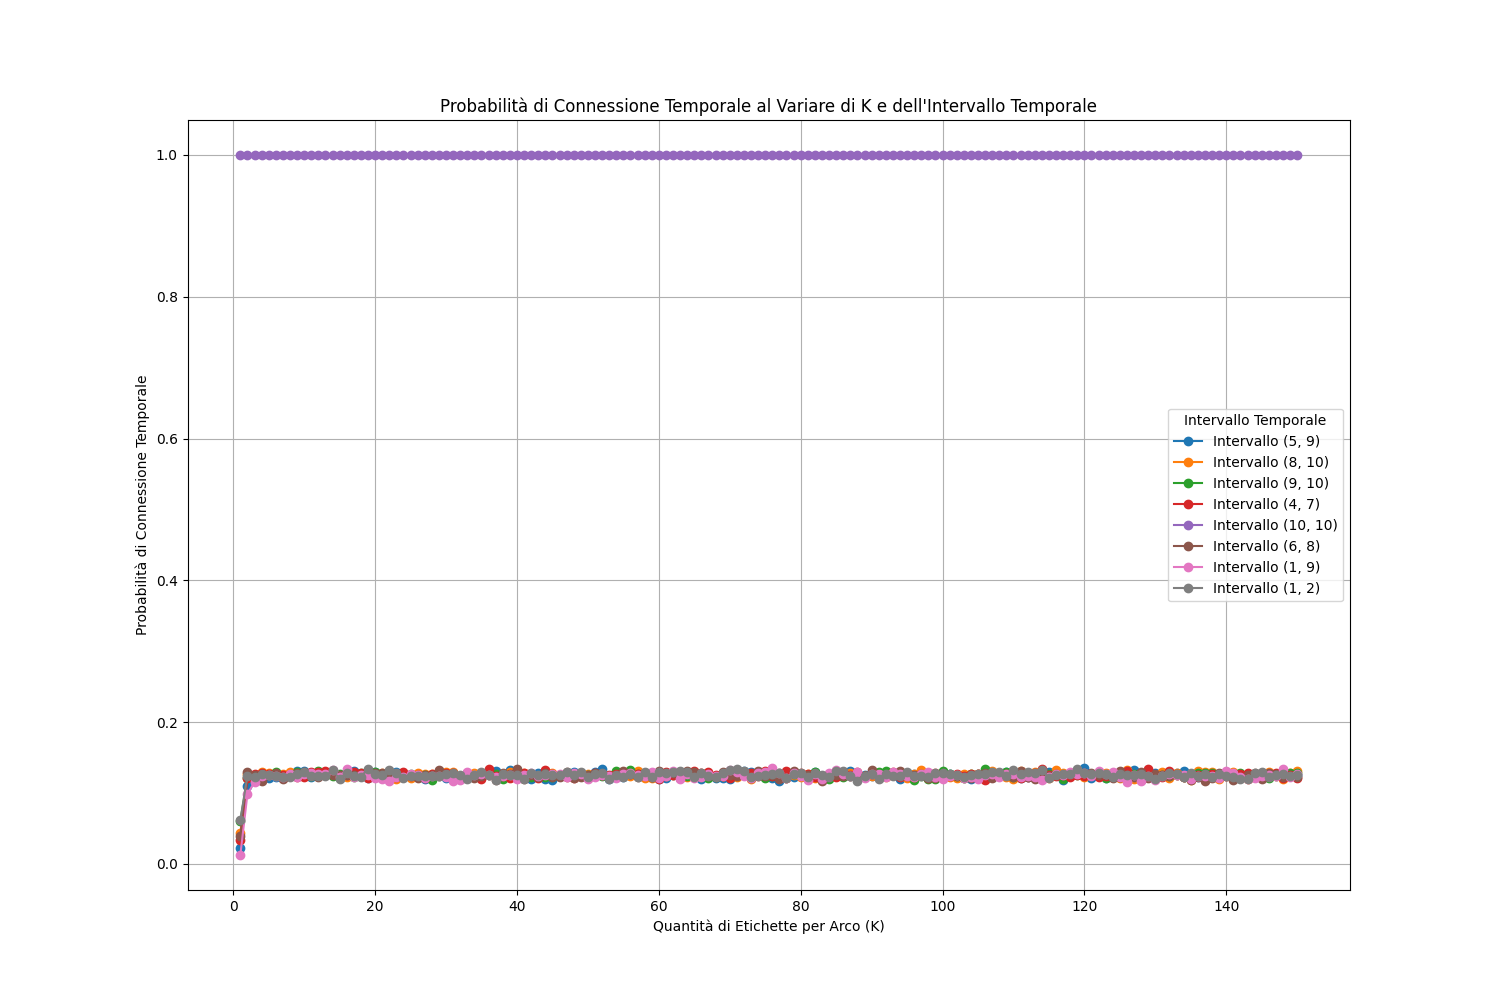 Probabilità di Connessione Temporale al Variare di K e dell'Intervallo Temporale
Probabilità di Connessione Temporale
1.0
0.8
0.6
0.4
0.2
0.0
Intervallo Temporale
Intervallo (5, 9)
Intervallo (8, 10)
Intervallo (9, 10)
Intervallo (4, 7)
Intervallo (10, 10)
Intervallo (6, 8)
Intervallo (1, 9)
Intervallo (1, 2)
0 20 40 60 80 100 120 140
Quantità di Etichette per Arco (K)